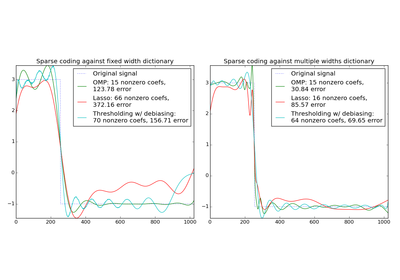 Sparse coding against fixed width dictionary
Original signal
OMP: 15 nonzero coefs,
123.78 error
Lasso: 66 nonzero coefs,
372.16 error
Thresholding w/ debiasing:
70 nonzero coefs, 156.71 error
3
2
1
0
−1
0
200
400
600
800
1000
Sparse coding against multiple widths dictionary
Original signal
OMP: 15 nonzero coefs,
30.84 error
Lasso: 16 nonzero coefs,
85.57 error
Thresholding w/ debiasing:
64 nonzero coefs, 69.65 error
3
2
1
0
−1
0
200
400
600
800
1000